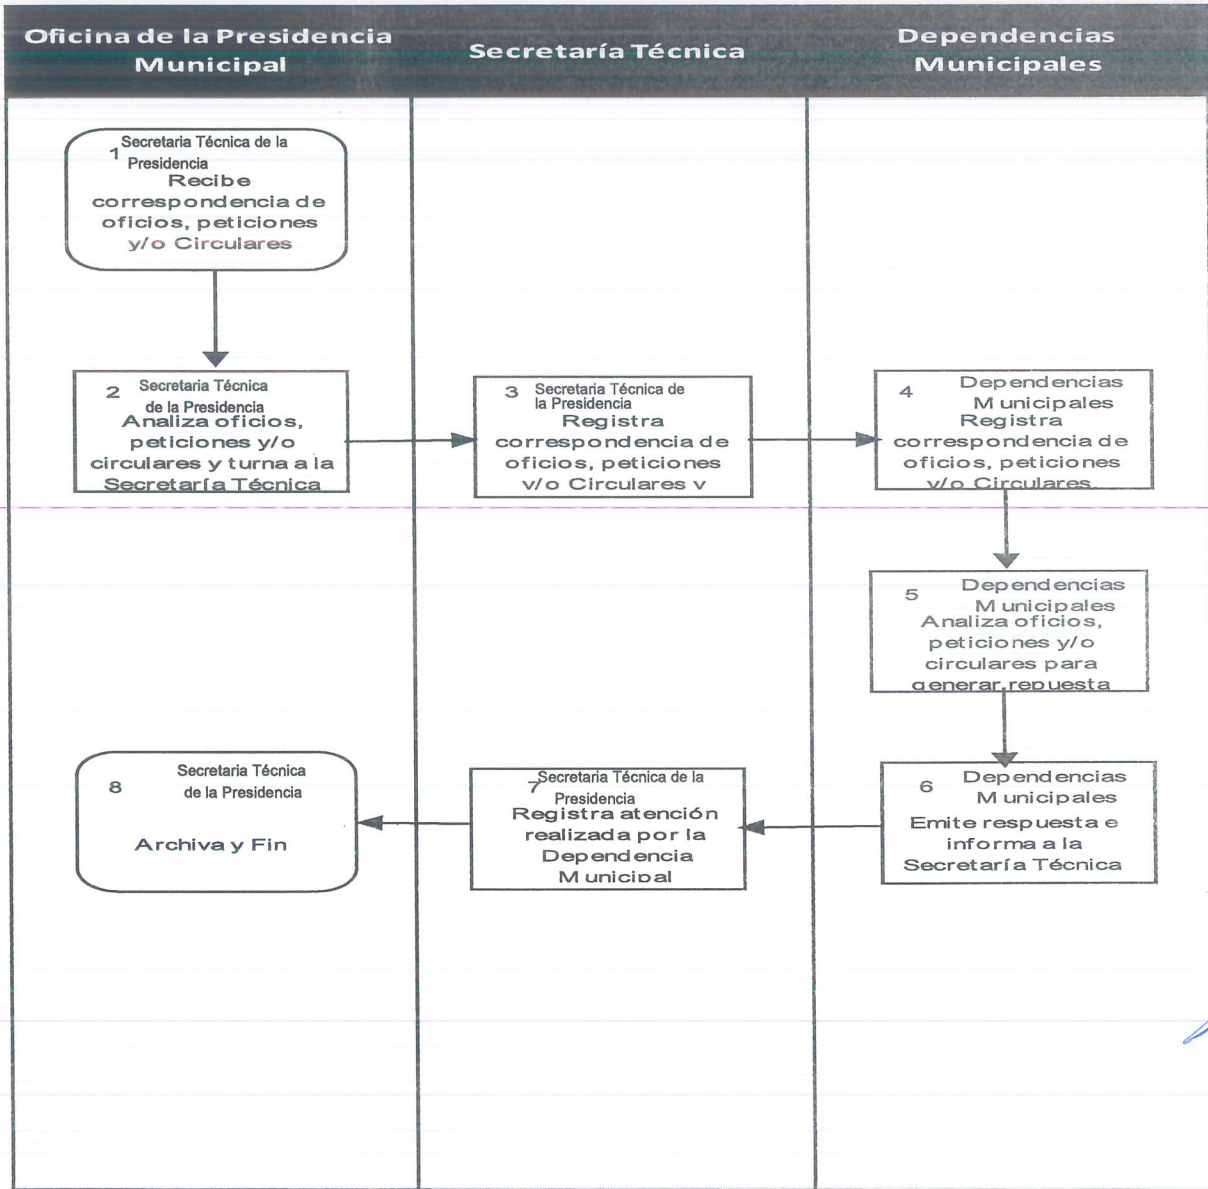 Oficina de la Presidencia
Municipal
Secretaría Técnica
Dependencias
Municipales
1 Secretaria Técnica de la
Presidencia
Recibe
correspondencia de
oficios, peticiones
y/o Circulares
2 Secretaria Técnica
de la Presidencia
Analiza oficios,
peticiones y/o
circulares y turna a la
Secretaría Técnica
3 Secretaria Técnica de
la Presidencia
Registra
correspondencia de
oficios, peticiones
y/o Circulares y
4 Dependencias
Municipales
Registra
correspondencia de
oficios, peticiones
y/o Circulares.
5 Dependencias
Municipales
Analiza oficios,
peticiones y/o
circulares para
generar repuesta
6 Dependencias
Municipales
Emite respuesta e
informa a la
Secretaría Técnica
7 Secretaria Técnica de la
Presidencia
Registra atención
realizada por la
Dependencia
Municipal
8 Secretaria Técnica
de la Presidencia
Archiva y Fin